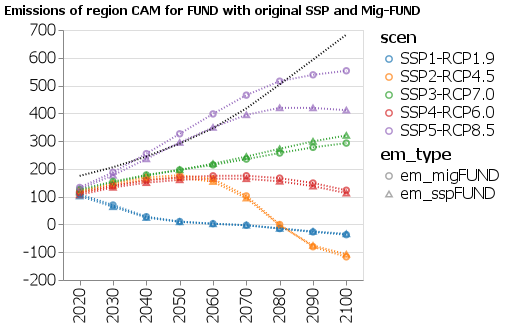 Emissions of region CAM for FUND with original SSP and Mig-FUND
700
600
500
400
300
200
100
0
-100
-200
2020
2030
2040
2050
2060
2070
2080
2090
2100
scen
SSP1-RCP1.9
SSP2-RCP4.5
SSP3-RCP7.0
SSP4-RCP6.0
SSP5-RCP8.5
em_type
em_migFUND
em_sspFUND